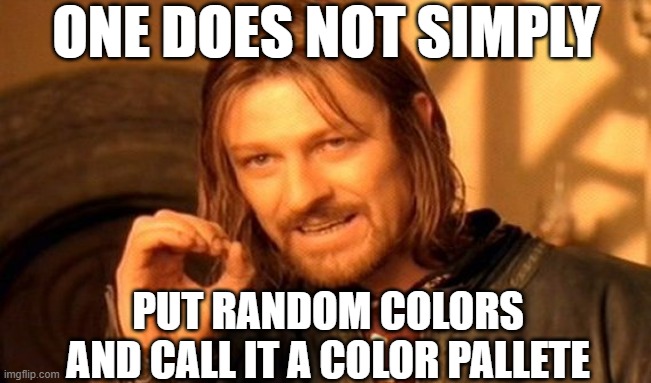 ONE DOES NOT SIMPLY
PUT RANDOM COLORS
AND CALL IT A COLOR PALLETE
imgflip.com